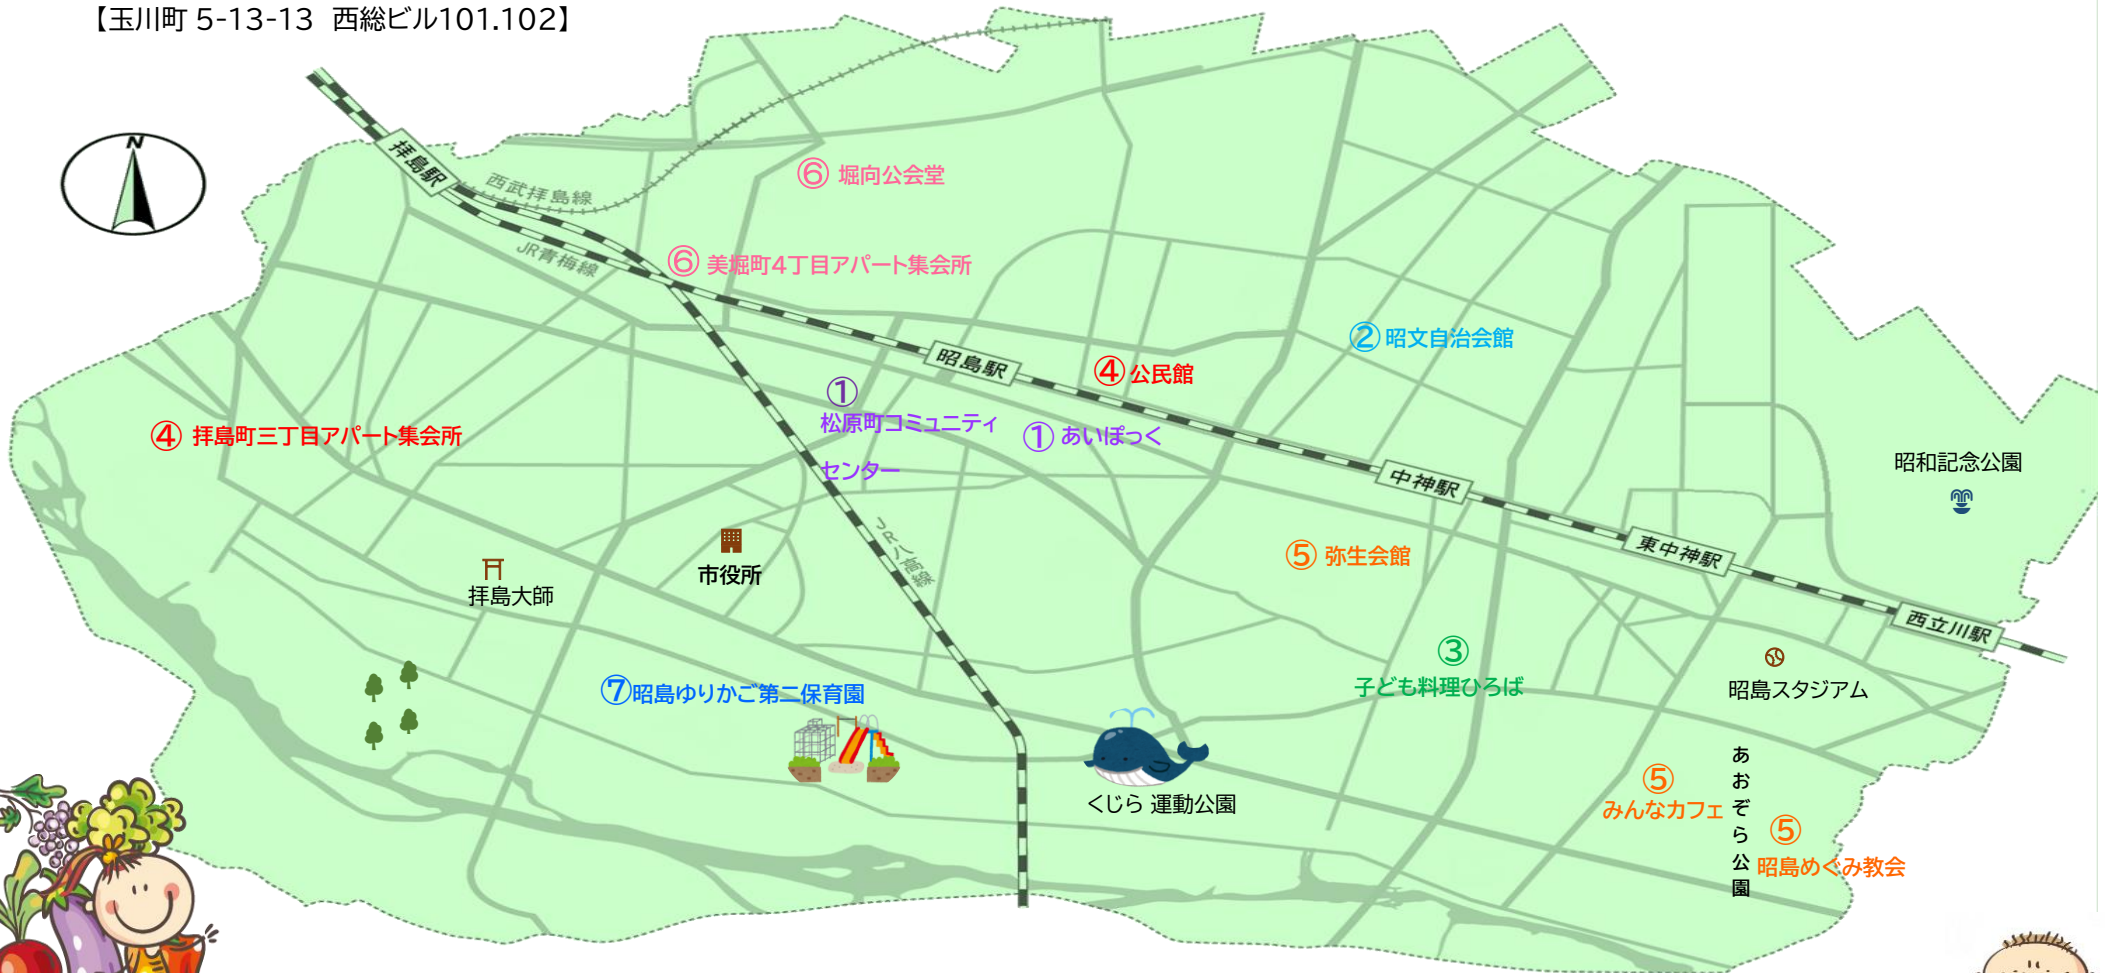 【玉川町 5-13-13 西総ビル101.102】
N
拝島駅
西武拝島線
JR青梅線
⑥ 堀向公会堂
⑥ 美堀町4丁目アパート集会所
② 昭文自治会館
昭島駅
④ 公民館
①
松原町コミュニティ
センター
① あいぽっく
④ 拝島町三丁目アパート集会所
中神駅
昭和記念公園
JR八高線
市役所
拝島大師
⑤ 弥生会館
東中神駅
西立川駅
③
子ども料理ひろば
昭島スタジアム
⑦昭島ゆりかご第二保育園
くじら 運動公園
⑤
みんなカフェ
あおぞら公園
⑤
昭島めぐみ教会